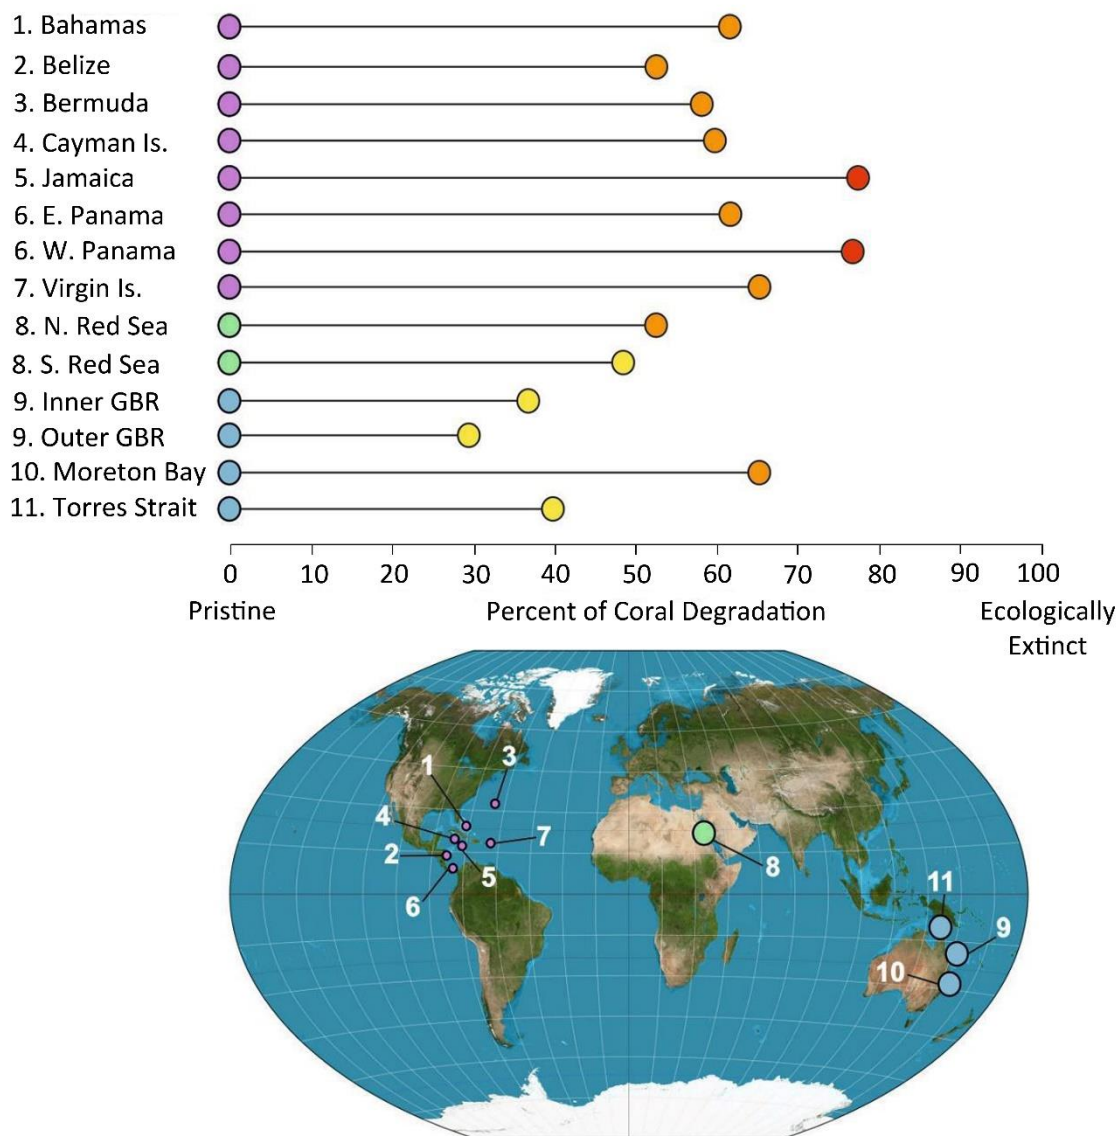 1. Bahamas
2. Belize
3. Bermuda
4. Cayman Is.
5. Jamaica
6. E. Panama
6. W. Panama
7. Virgin Is.
8. N. Red Sea
8. S. Red Sea
9. Inner GBR
9. Outer GBR
10. Moreton Bay
11. Torres Strait
0 10 20 30 40 50 60 70 80 90 100
Pristine Percent of Coral Degradation Ecologically
Extinct
3
1
4
7
2
5
8
6
11
9
10